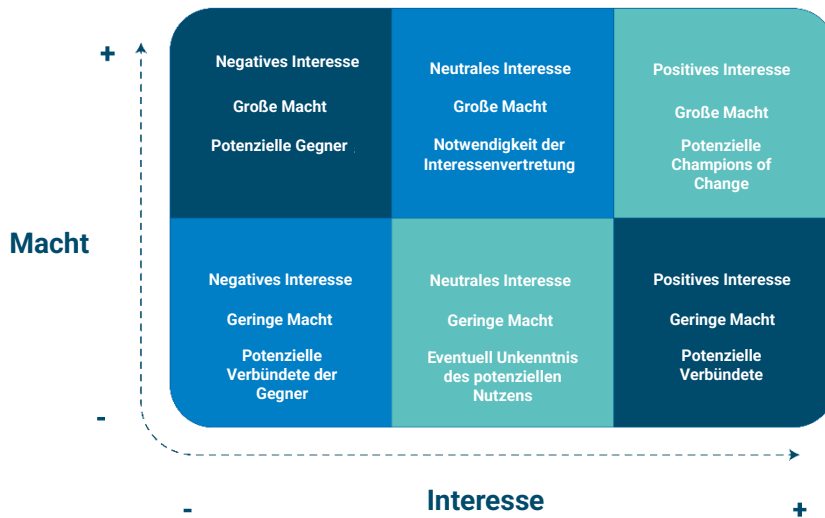 +
Macht
-
Negatives Interesse
Große Macht
Potenzielle Gegner
Neutrales Interesse
Große Macht
Notwendigkeit der
Interessenvertretung
Positives Interesse
Große Macht
Potenzielle
Champions of
Change
Negatives Interesse
Geringe Macht
Potenzielle
Verbündete der
Gegner
Neutrales Interesse
Geringe Macht
Eventuell Unkenntnis
des potenziellen
Nutzens
Positives Interesse
Geringe Macht
Potenzielle
Verbündete
-
Interesse
+